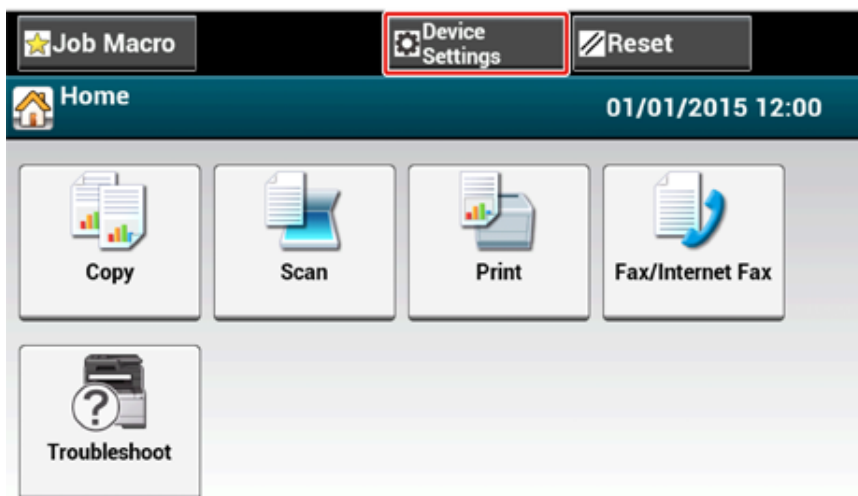 Job Macro
Device
Settings
Reset
Home
01/01/2015 12:00
Copy
Scan
Print
Fax/Internet Fax
Troubleshoot